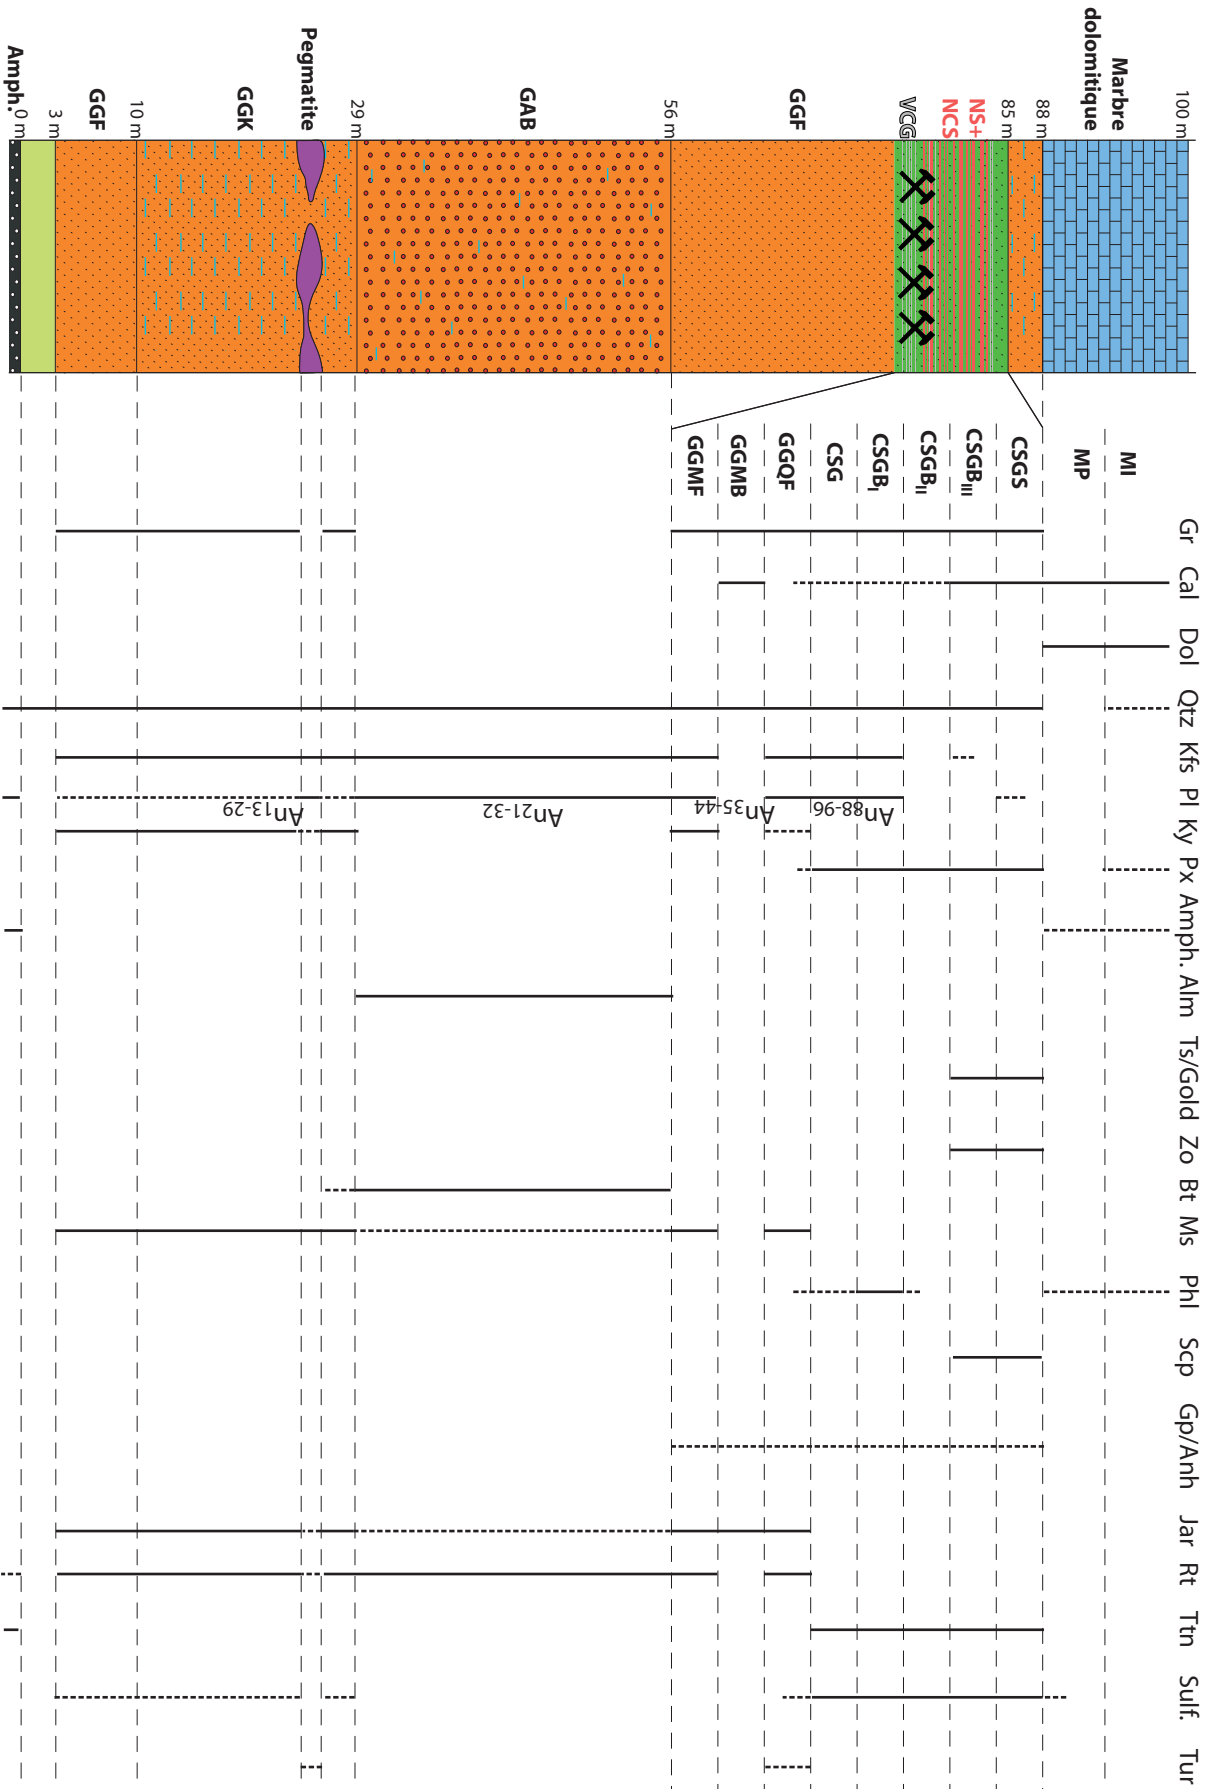 Gr
Cal
Dol
Qtz
Kfs
Pl
Ky
Px
Amph.
Alm
Ts/Gold
Zo
Bt
Ms
Phl
Scp
Gp/Anh
Jar
Rt
Ttn
Sulf.
Tur
100 m
Marbre
dolomitique
MI
MP
88 m
85 m
NS+
NCS
VCG
CSGS
CSGBIII
CSGBII
CSGBI
CSG
GGQF
GGMB
GGMF
GGF
56 m
GAB
29 m
Pegmatite
GGK
10 m
GGF
3 m
0 m
Amph.
An88-96
An35-44
An21-32
An13-29